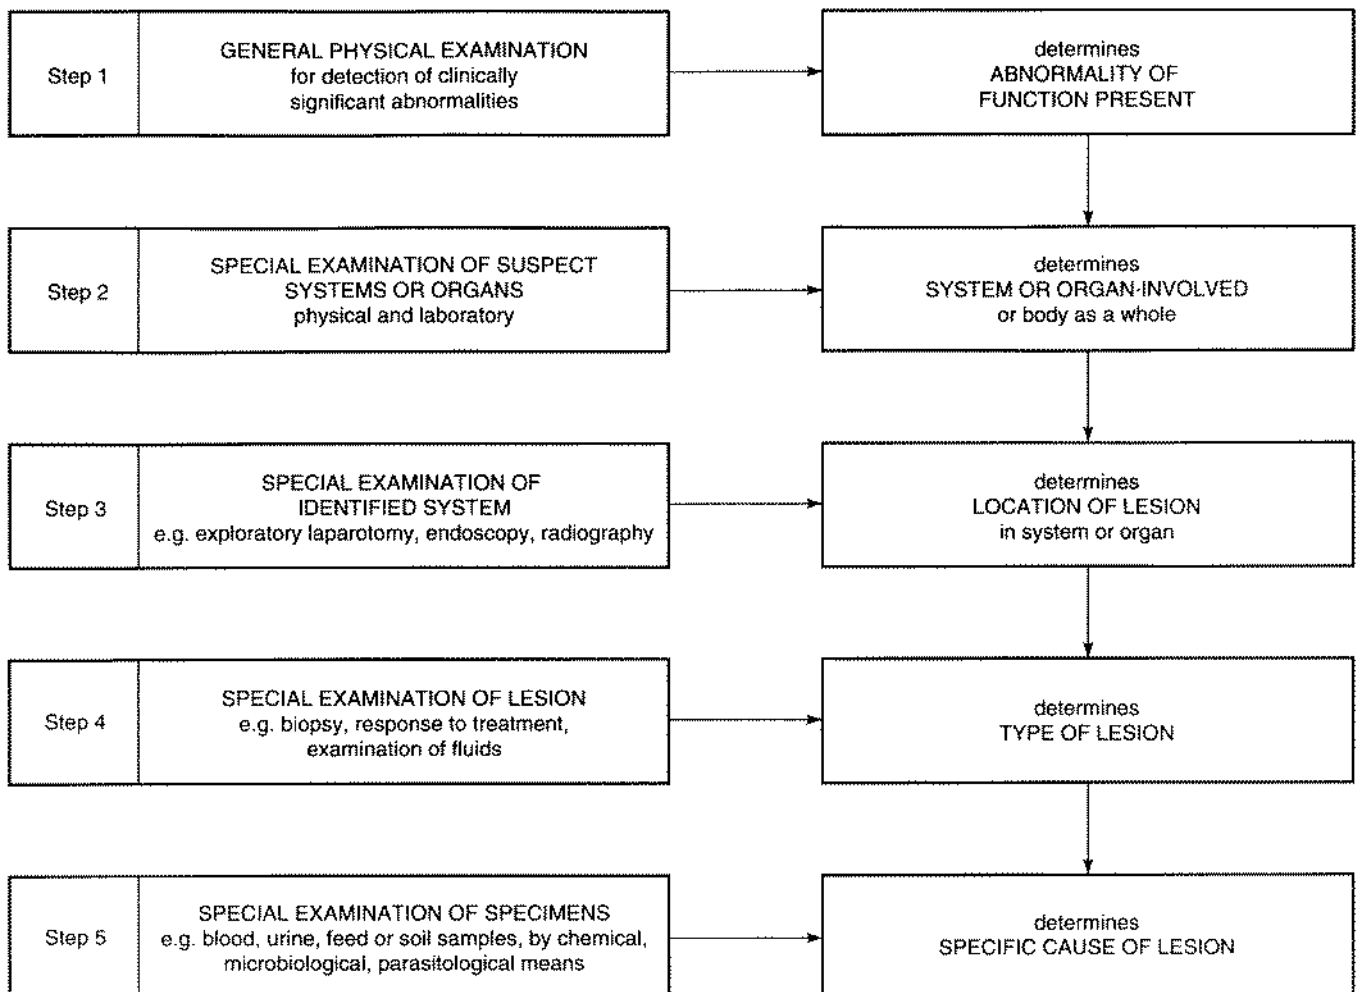 Step 1
GENERAL PHYSICAL EXAMINATION
for detection of clinically
significant abnormalities
determines
ABNORMALITY OF
FUNCTION PRESENT
Step 2
SPECIAL EXAMINATION OF SUSPECT
SYSTEMS OR ORGANS
physical and laboratory
determines
SYSTEM OR ORGAN-INVOLVED
or body as a whole
Step 3
SPECIAL EXAMINATION OF
IDENTIFIED SYSTEM
e.g. exploratory laparotomy, endoscopy, radiography
determines
LOCATION OF LESION
in system or organ
Step 4
SPECIAL EXAMINATION OF LESION
e.g. biopsy, response to treatment,
examination of fluids
determines
TYPE OF LESION
Step 5
SPECIAL EXAMINATION OF SPECIMENS
e.g. blood, urine, feed or soil samples, by chemical,
microbiological, parasitological means
determines
SPECIFIC CAUSE OF LESION